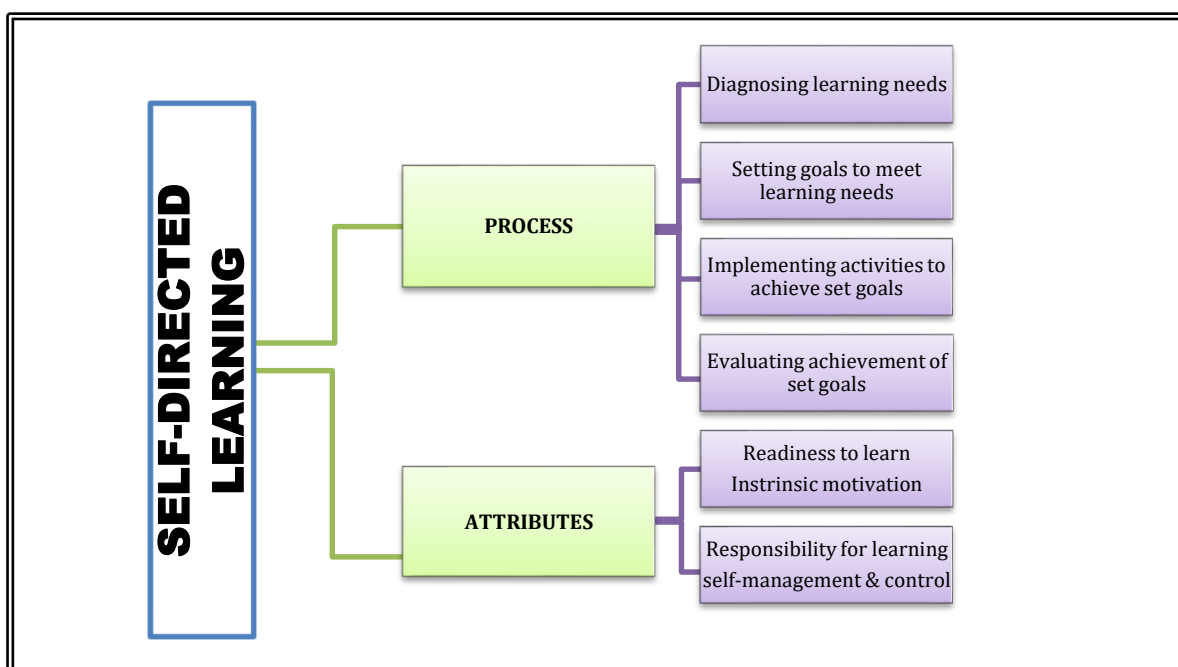 SELF-DIRECTED
LEARNING
PROCESS
Diagnosing learning needs
Setting goals to meet
learning needs
Implementing activities to
achieve set goals
Evaluating achievement of
set goals
ATTRIBUTES
Readiness to learn
Instrinsic motivation
Responsibility for learning
self-management & control